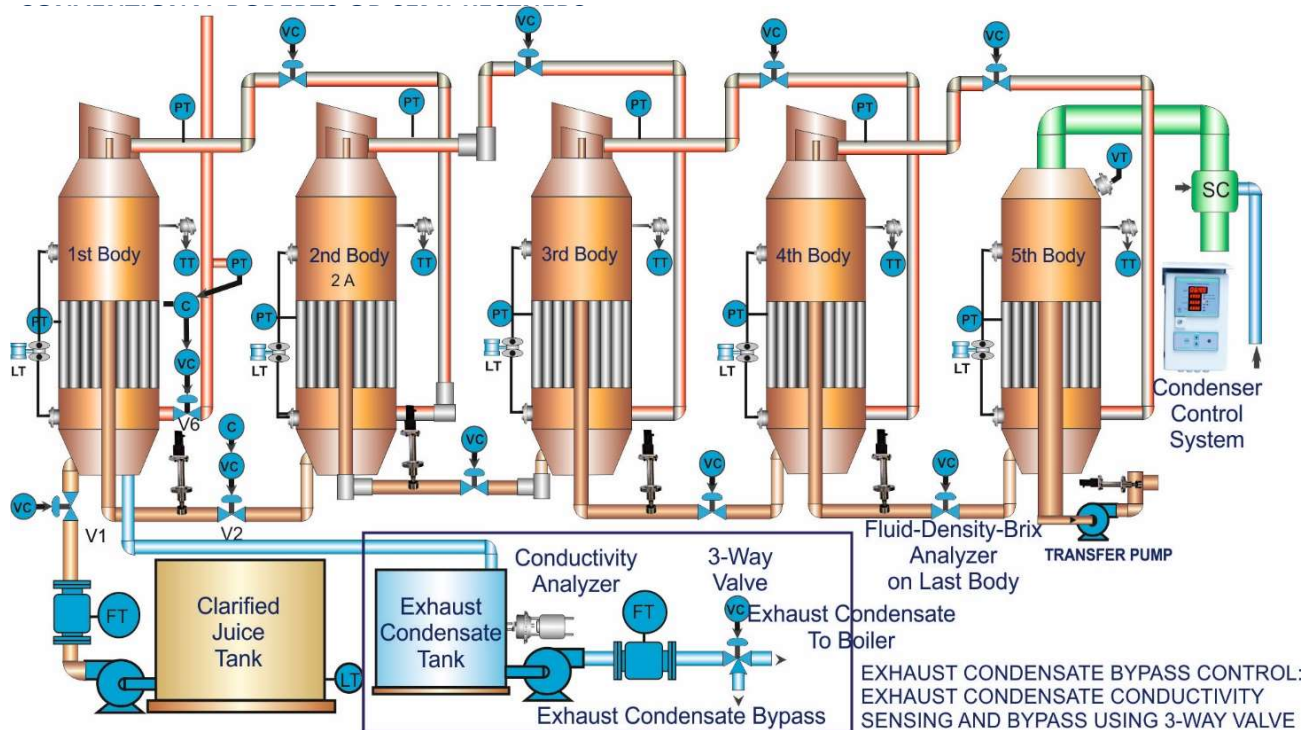 VC
VC
VC
VC
PT
PT
PT
PT
VT
SC
1st Body
2nd Body
2 A
3rd Body
4th Body
5th Body
TT
PT
TT
TT
TT
TT
C
PT
PT
PT
PT
PT
VC
LT
LT
LT
LT
LT
V6
Condenser
Control
System
C
VC
VC
VC
VC
VC
V1
V2
Fluid-Density-Brix
Analyzer
on Last Body
TRANSFER PUMP
Conductivity
Analyzer
3-Way
Valve
VC
FT
Clarified
Juice
Tank
LT
Exhaust
Condensate
Tank
FT
Exhaust Condensate
To Boiler
Exhaust Condensate Bypass
EXHAUST CONDENSATE BYPASS CONTROL:
EXHAUST CONDENSATE CONDUCTIVITY
SENSING AND BYPASS USING 3-WAY VALVE